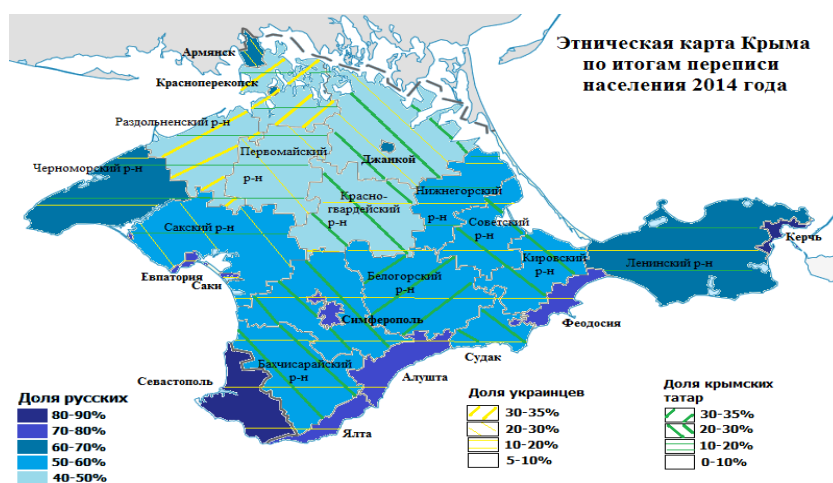 Этническая карта Крыма
по итогам переписи
населения 2014 года
Армянск
Красноперекопск
Раздольненский р-н
Первомайский
р-н
Джанкой
Черноморский р-н
Нижнегорский
р-н
Красно-
гвардейский
р-н
Советский
р-н
Сакский р-н
Керчь
Кировский
р-н
Ленинский р-н
Белогорский
р-н
Евпатория
Саки
Симферополь
Феодосия
Судак
Бахчисарайский
р-н
Алушта
Севастополь
Ялта
Доля русских
80-90%
70-80%
60-70%
50-60%
40-50%
Доля украинцев
30-35%
20-30%
10-20%
5-10%
Доля крымских
татар
30-35%
20-30%
10-20%
0-10%